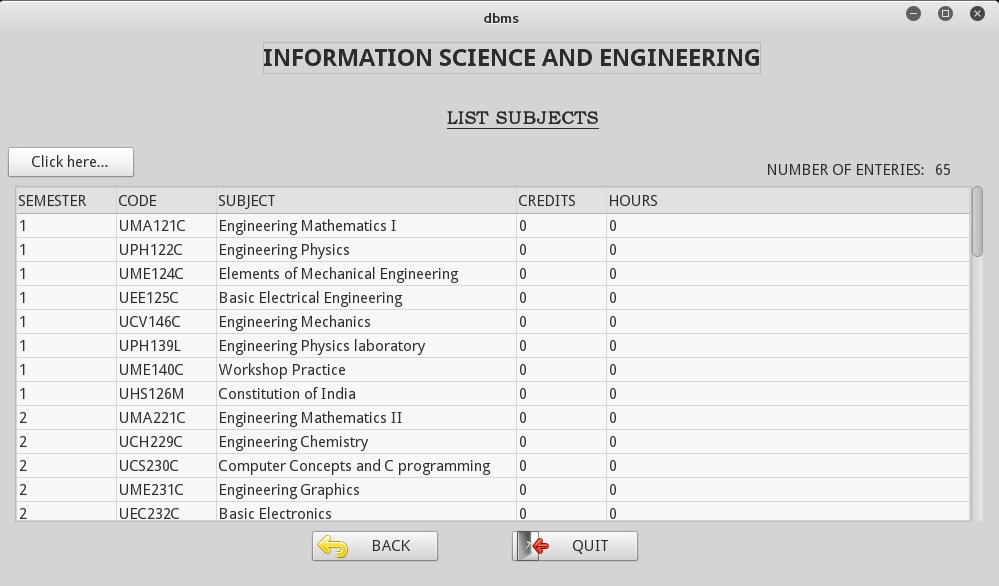 dbms
INFORMATION SCIENCE AND ENGINEERING
LIST SUBJECTS
Click here...
NUMBER OF ENTERIES: 65
SEMESTER CODE SUBJECT CREDITS HOURS
1 UMA121C Engineering Mathematics I 0 0
1 UPH122C Engineering Physics 0 0
1 UME124C Elements of Mechanical Engineering 0 0
1 UEE125C Basic Electrical Engineering 0 0
1 UCV146C Engineering Mechanics 0 0
1 UPH139L Engineering Physics laboratory 0 0
1 UME140C Workshop Practice 0 0
1 UHS126M Constitution of India 0 0
2 UMA221C Engineering Mathematics II 0 0
2 UCH229C Engineering Chemistry 0 0
2 UCS230C Computer Concepts and C programming 0 0
2 UME231C Engineering Graphics 0 0
2 UEC232C Basic Electronics 0 0
BACK QUIT